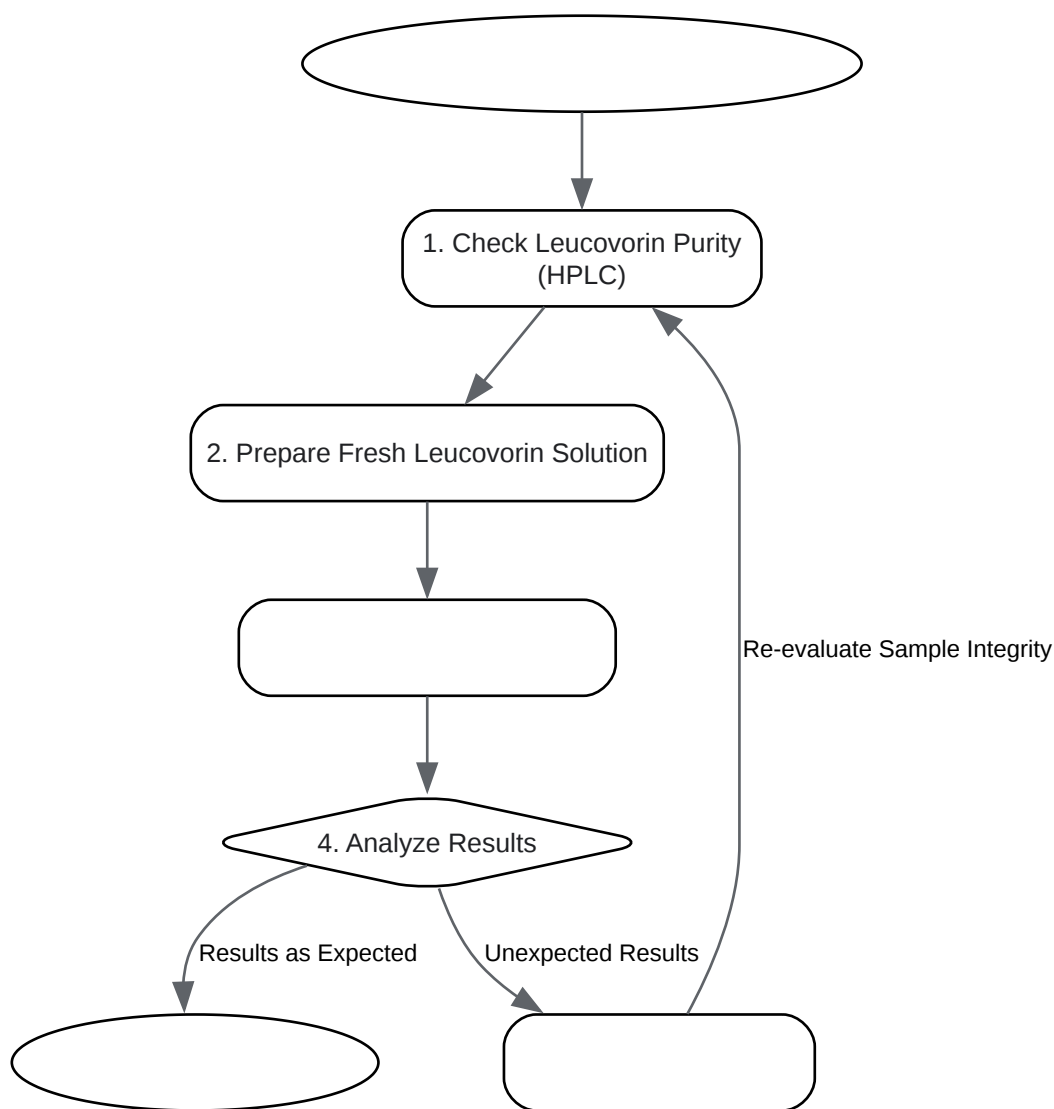 1. Check Leucovorin Purity
(HPLC)
2. Prepare Fresh Leucovorin Solution
Re-evaluate Sample Integrity
4. Analyze Results
Results as Expected
Unexpected Results